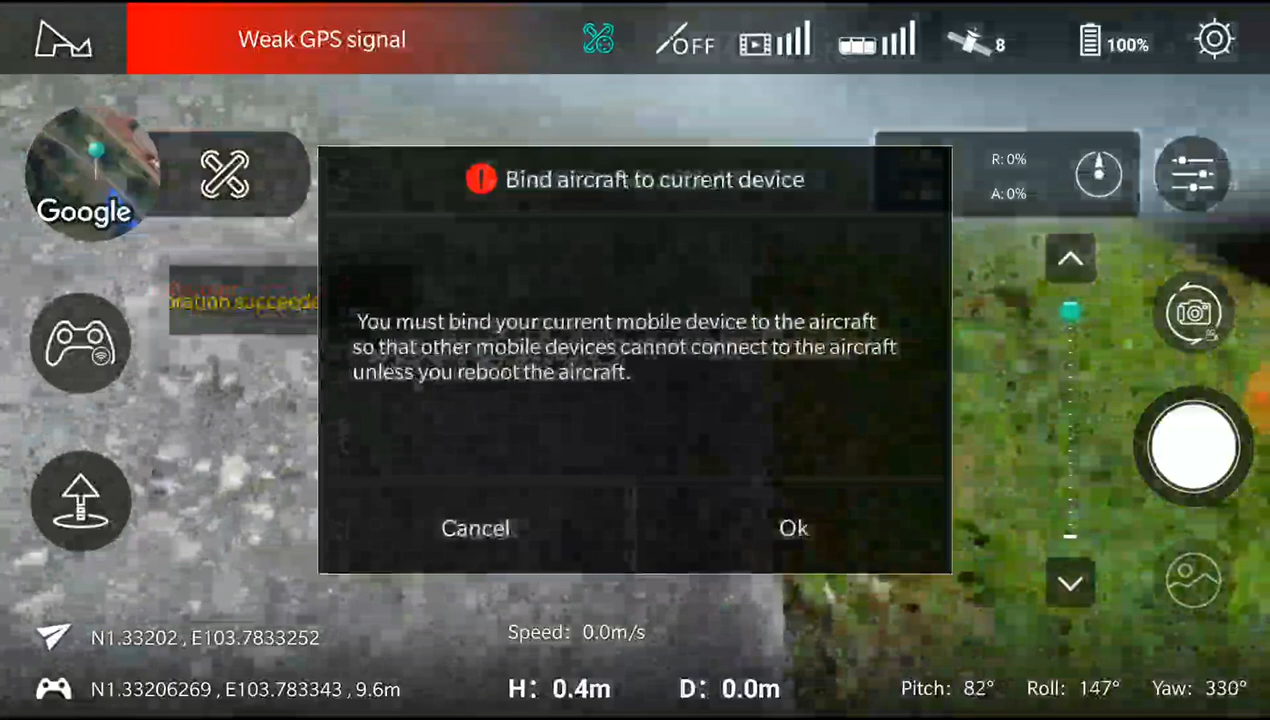 Weak GPS signal
OFF
8
100%
Google
R: 0%
A: 0%
Bind aircraft to current device
oration succeede
You must bind your current mobile device to the aircraft
so that other mobile devices cannot connect to the aircraft
unless you reboot the aircraft.
Cancel
Ok
N1.33202 , E103.7833252
Speed: 0.0m/s
N1.33206269 , E103.783343 , 9.6m
H: 0.4m
D: 0.0m
Pitch: 82°
Roll: 147°
Yaw: 330°